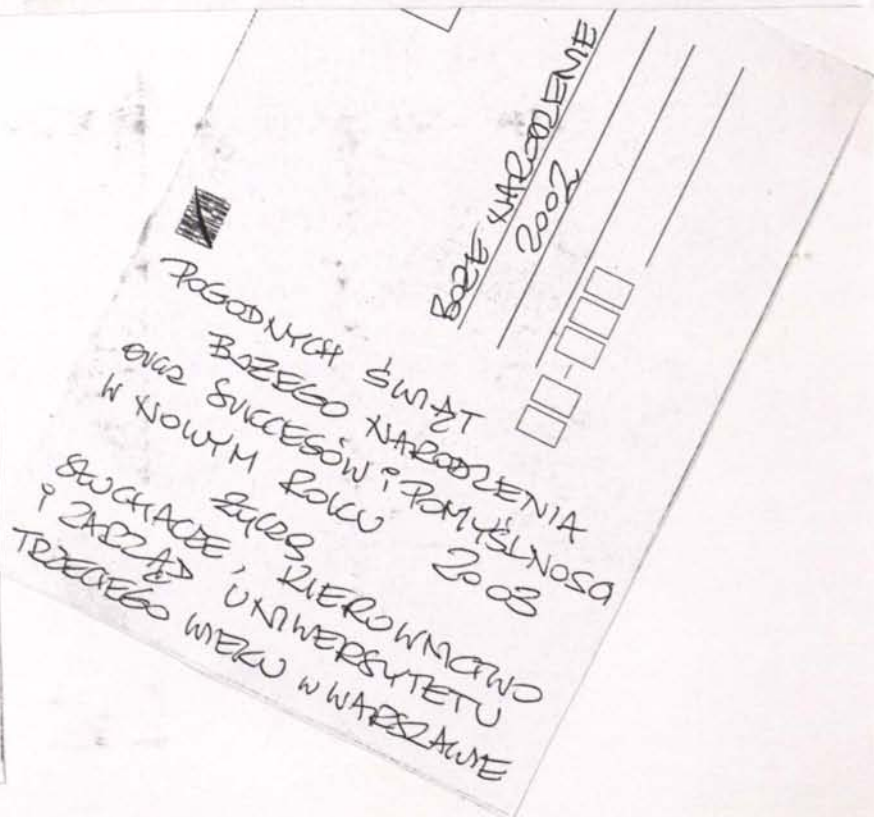 POGODNYCH ŚWIĄT
BOŻEGO NARODZENIA
ORAZ SUKCESÓW I POMYŚLNOŚCI
W NOWYM ROKU 2003
ŻYCZĄ
SŁUCHACZE, KIEROWNICTWO
I ZARZĄD UNIWERSYTETU
TRZECIEGO WIEKU W WARSZAWIE
BOŻE NARODZENIE
2002